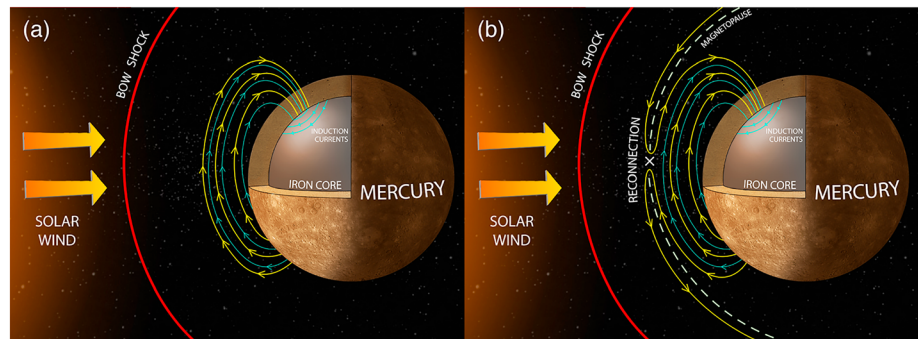 (a)
BOW SHOCK
SOLAR
WIND
INDUCTION
CURRENTS
IRON CORE
MERCURY
(b)
BOW SHOCK
MAGNETOPAUSE
RECONNECTION
X
SOLAR
WIND
INDUCTION
CURRENTS
IRON CORE
MERCURY